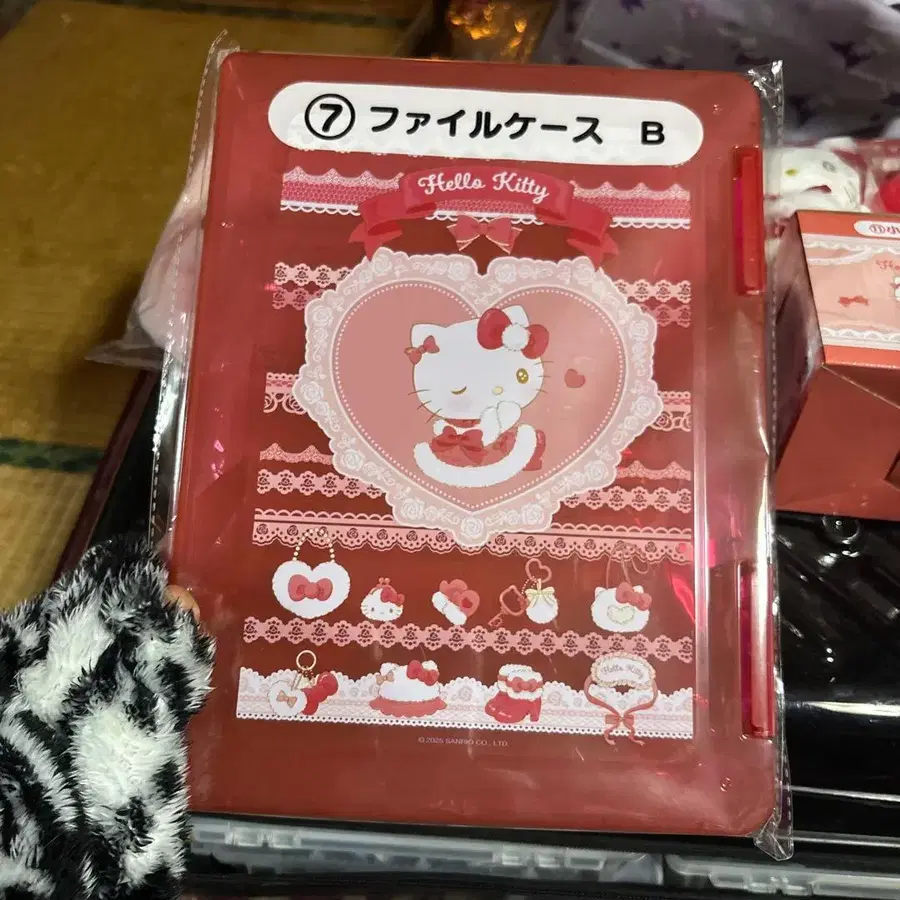 ⑦ ファイルケース B
Hello Kitty
Hello Kitty
© 2025 SANRIO CO., LTD.